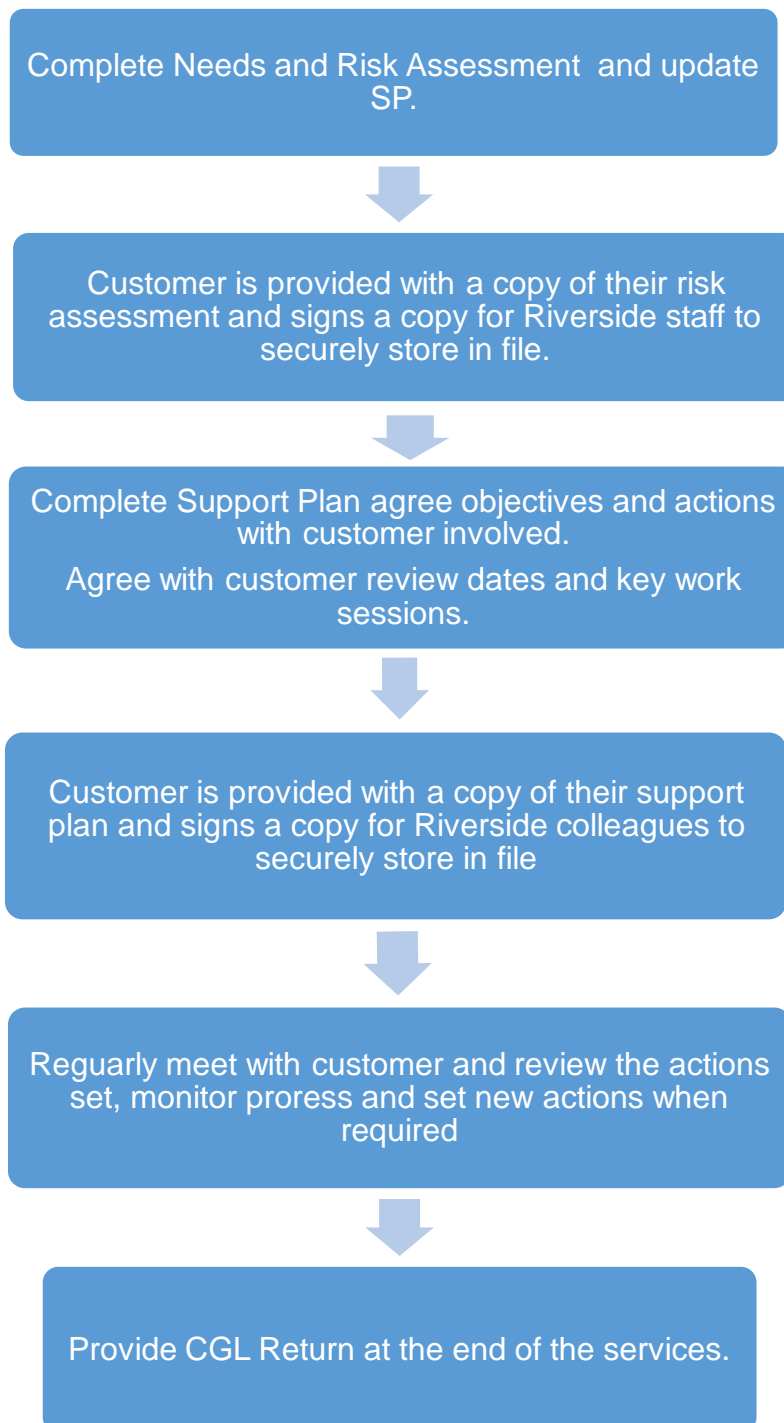 Complete Needs and Risk Assessment  and update
SP.
Customer is provided with a copy of their risk
assessment and signs a copy for Riverside staff to
securely store in file.
Complete Support Plan agree objectives and actions
with customer involved.
Agree with customer review dates and key work
sessions.
Customer is provided with a copy of their support
plan and signs a copy for Riverside colleagues to
securely store in file
Reguarly meet with customer and review the actions
set, monitor proress and set new actions when
required
Provide CGL Return at the end of the services.